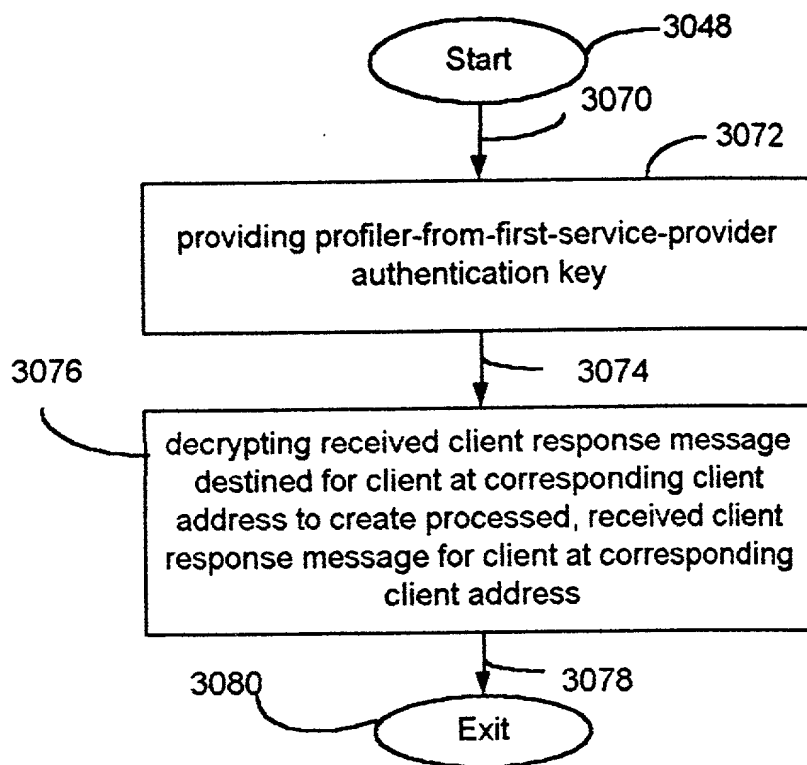 Start
3048
3070
3072
providing profiler-from-first-service-provider
authentication key
3076
3074
decrypting received client response message
destined for client at corresponding client
address to create processed, received client
response message for client at corresponding
client address
3080
3078
Exit